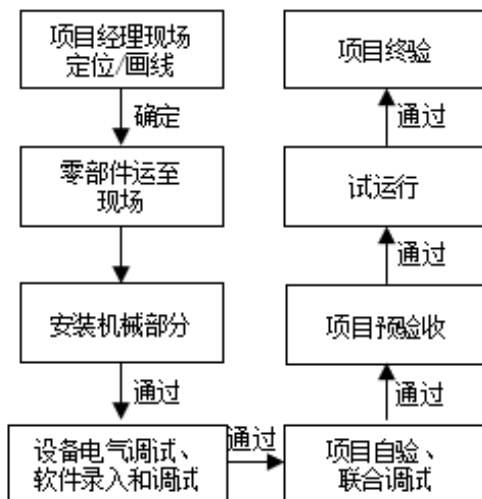 项目经理现场
定位/画线
确定
零部件运至
现场
安装机械部分
通过
设备电气调试、
软件录入和调试
通过
项目自验、
联合调试
通过
项目预验收
通过
试运行
通过
项目终验